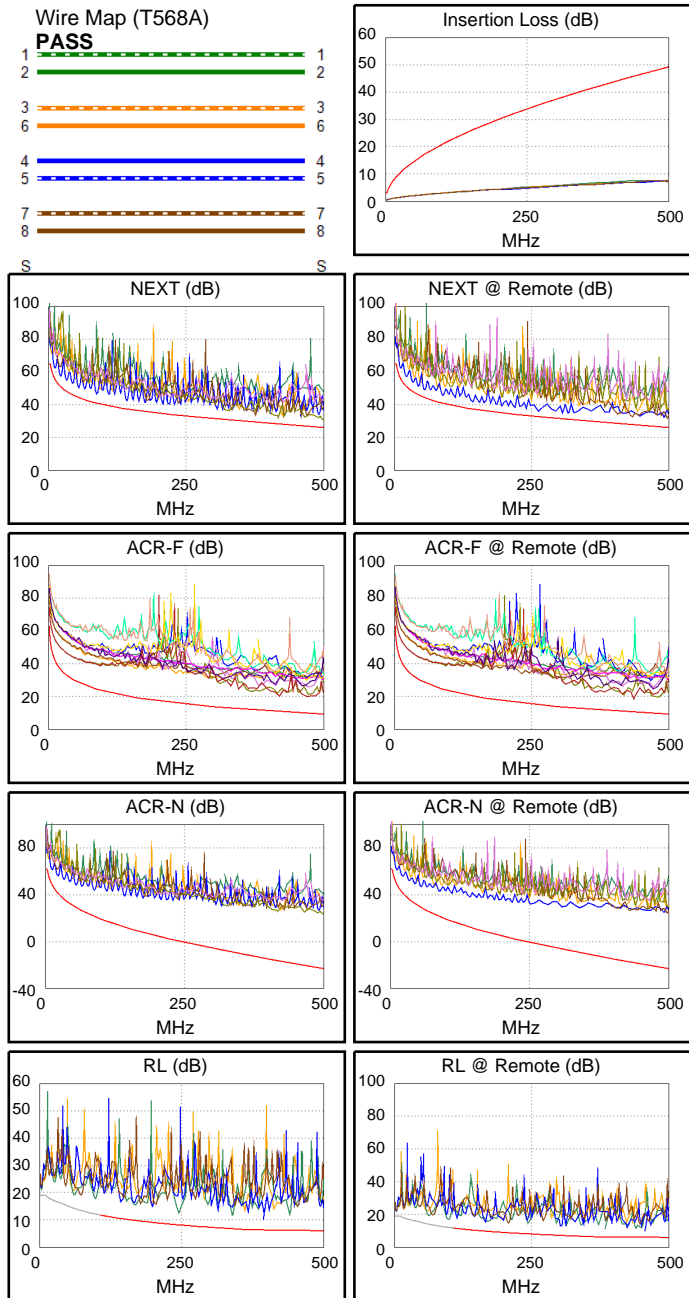 Wire Map (T568A)
PASS
1 1
2 2
3 3
6 6
4 4
5 5
7 7
8 8
S S
Insertion Loss (dB)
60
50
40
30
20
10
0
0 250 500
MHz
NEXT (dB)
100
80
60
40
20
0
0 250 500
MHz
NEXT @ Remote (dB)
100
80
60
40
20
0
0 250 500
MHz
ACR-F (dB)
100
80
60
40
20
0
0 250 500
MHz
ACR-F @ Remote (dB)
100
80
60
40
20
0
0 250 500
MHz
ACR-N (dB)
80
40
0
-40
0 250 500
MHz
ACR-N @ Remote (dB)
80
40
0
-40
0 250 500
MHz
RL (dB)
60
50
40
30
20
10
0
0 250 500
MHz
RL @ Remote (dB)
100
80
60
40
20
0
0 250 500
MHz